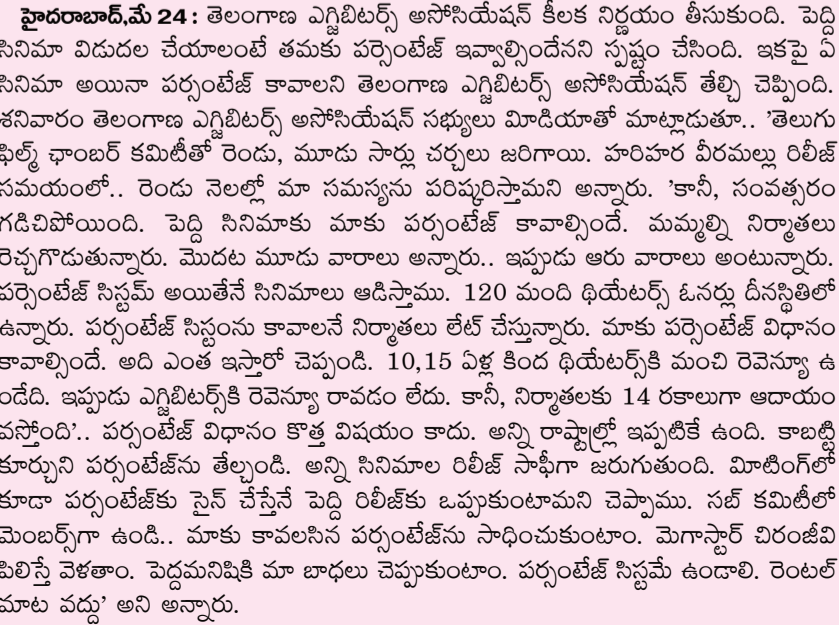 హైదరాబాద్,మే 24 : తెలంగాణ ఎగ్జిబిటర్స్ అసోసియేషన్ కీలక నిర్ణయం తీసుకుంది. పెద్ది
సినిమా విడుదల చేయాలంటే తమకు పర్సెంటేజ్ ఇవ్వాల్సిందేనని స్పష్టం చేసింది. ఇకపై ఏ
సినిమా అయినా పర్సంటేజ్ కావాలని తెలంగాణ ఎగ్జిబిటర్స్ అసోసియేషన్ తేల్చి చెప్పింది.
శనివారం తెలంగాణ ఎగ్జిబిటర్స్ అసోసియేషన్ సభ్యులు మీడియాతో మాట్లాడుతూ.. 'తెలుగు
ఫిల్మ్ ఛాంబర్ కమిటీతో రెండు, మూడు సార్లు చర్చలు జరిగాయి. హరిహర వీరమల్లు రిలీజ్
సమయంలో.. రెండు నెలల్లో మా సమస్యను పరిష్కరిస్తామని అన్నారు. 'కానీ, సంవత్సరం
గడిచిపోయింది. పెద్ది సినిమాకు మాకు పర్సంటేజ్ కావాల్సిందే. మమ్మల్ని నిర్మాతలు
రెచ్చగొడుతున్నారు. మొదట మూడు వారాలు అన్నారు.. ఇప్పుడు ఆరు వారాలు అంటున్నారు.
పర్సెంటేజ్ సిస్టమ్ అయితేనే సినిమాలు ఆడిస్తాము. 120 మంది థియేటర్స్ ఓనర్లు దీనస్థితిలో
ఉన్నారు. పర్సంటేజ్ సిస్టంను కావాలనే నిర్మాతలు లేట్ చేస్తున్నారు. మాకు పర్సెంటేజ్ విధానం
కావాల్సిందే. అది ఎంత ఇస్తారో చెప్పండి. 10,15 ఏళ్ల కింద థియేటర్స్‌కి మంచి రెవెన్యూ ఉ
ండేది. ఇప్పుడు ఎగ్జిబిటర్స్‌కి రెవెన్యూ రావడం లేదు. కానీ, నిర్మాతలకు 14 రకాలుగా ఆదాయం
వస్తోంది'.. పర్సంటేజ్ విధానం కొత్త విషయం కాదు. అన్ని రాష్ట్రాల్లో ఇప్పటికే ఉంది. కాబట్టి
కూర్చుని పర్సంటేజ్‌ను తేల్చండి. అన్ని సినిమాల రిలీజ్ సాఫీగా జరుగుతుంది. మీటింగ్‌లో
కూడా పర్సంటేజ్‌కు సైన్ చేస్తేనే పెద్ది రిలీజ్‌కు ఒప్పుకుంటామని చెప్పాము. సబ్ కమిటీలో
మెంబర్స్‌గా ఉండి.. మాకు కావలసిన పర్సంటేజ్‌ను సాధించుకుంటాం. మెగాస్టార్ చిరంజీవి
పిలిస్తే వెళతాం. పెద్దమనిషికి మా బాధలు చెప్పుకుంటాం. పర్సంటేజ్ సిస్టమే ఉండాలి. రెంటల్
మాట వద్దు' అని అన్నారు.